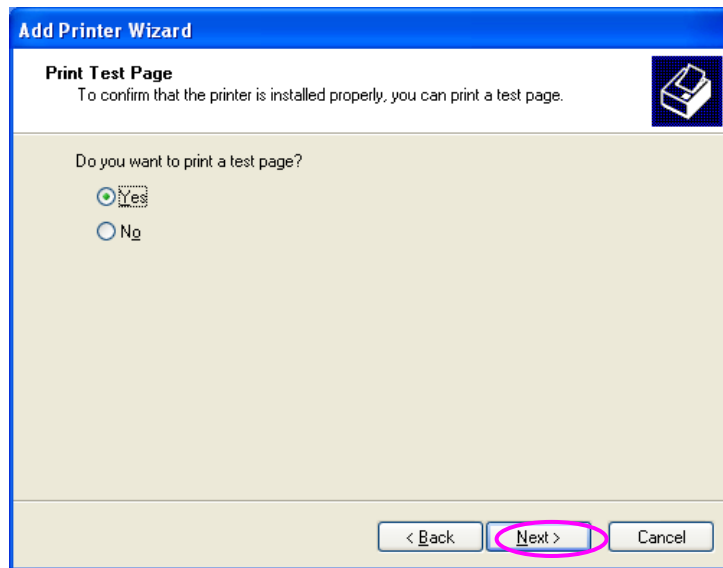 Add Printer Wizard
Print Test Page
To confirm that the printer is installed properly, you can print a test page.
Do you want to print a test page?
Yes
No
< Back Next > Cancel